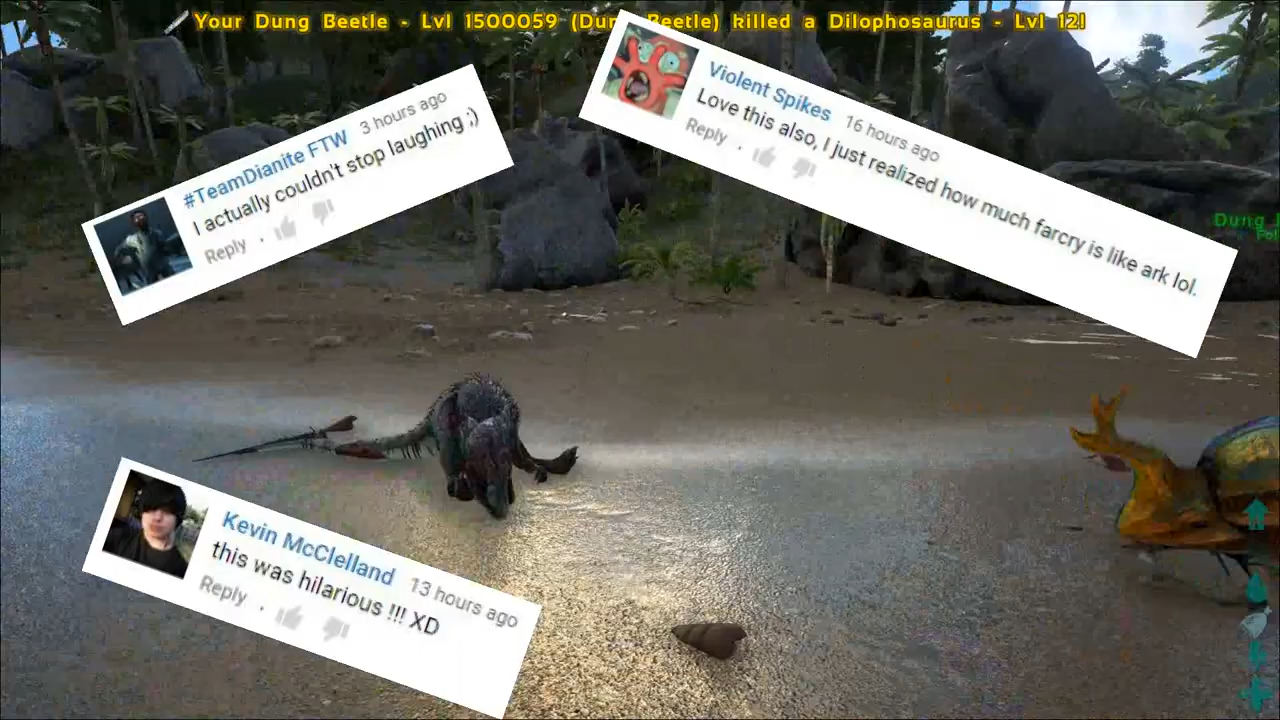 Your Dung Beetle - Lvl 1500059 (Dung Beetle) killed a Dilophosaurus - Lvl 12!
#TeamDianite FTW 3 hours ago
I actually couldn't stop laughing ;)
Reply .
Violent Spikes 16 hours ago
Love this also, I just realized how much farcry is like ark lol.
Reply .
Dung
Kevin McClelland 13 hours ago
this was hilarious !!! XD
Reply .